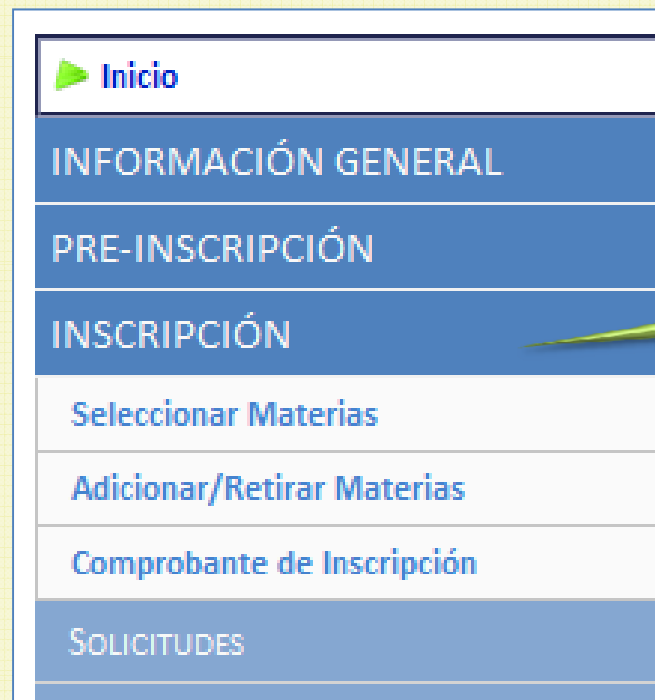 Inicio
INFORMACIÓN GENERAL
PRE-INSCRIPCIÓN
INSCRIPCIÓN
Seleccionar Materias
Adicionar/Retirar Materias
Comprobante de Inscripción
SOLICITUDES